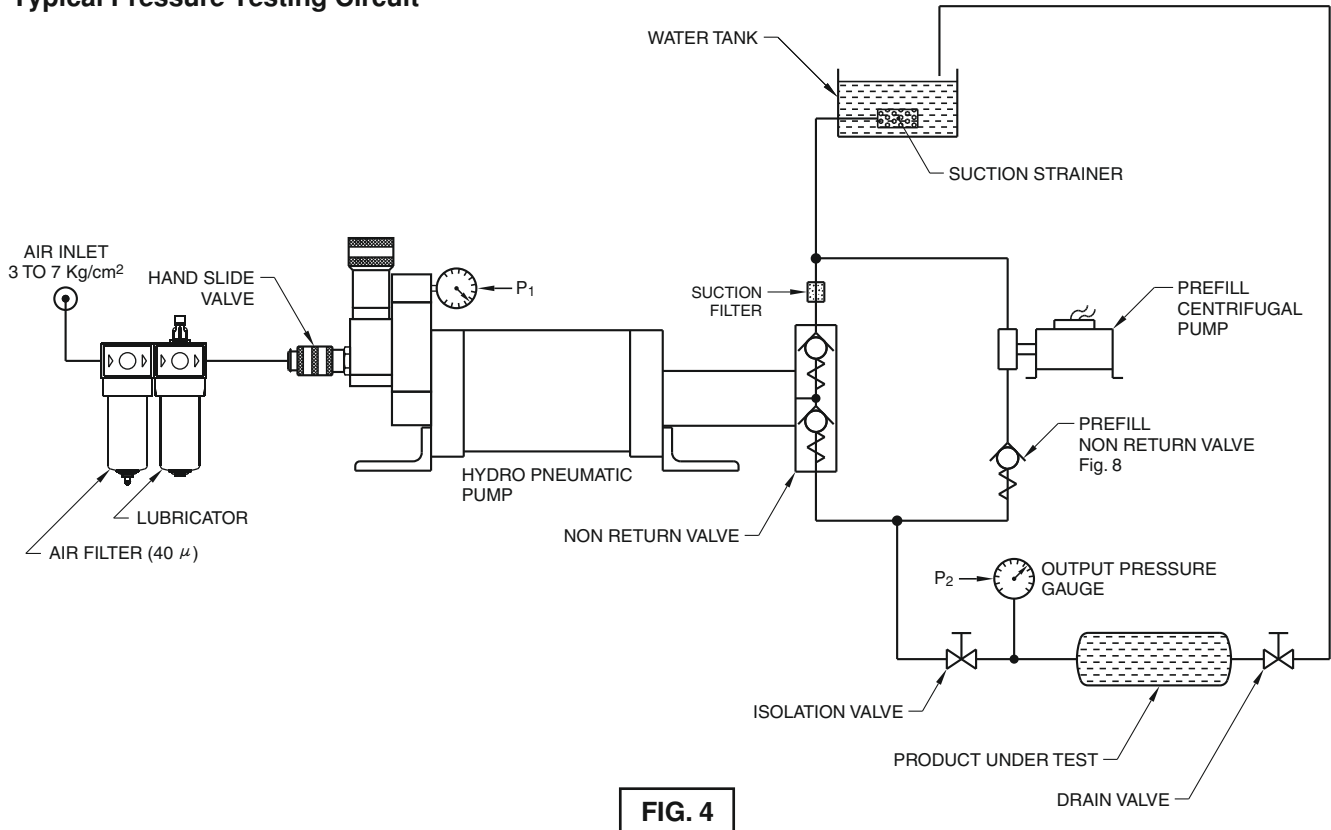 Typical Pressure Testing Circuit
WATER TANK
SUCTION STRAINER
AIR INLET
3 TO 7 Kg/cm²
HAND SLIDE
VALVE
P₁
SUCTION
FILTER
PREFILL
CENTRIFUGAL
PUMP
HYDRO PNEUMATIC
PUMP
PREFILL
NON RETURN VALVE
Fig. 8
LUBRICATOR
AIR FILTER (40 μ)
NON RETURN VALVE
P₂
OUTPUT PRESSURE
GAUGE
ISOLATION VALVE
PRODUCT UNDER TEST
DRAIN VALVE
FIG. 4